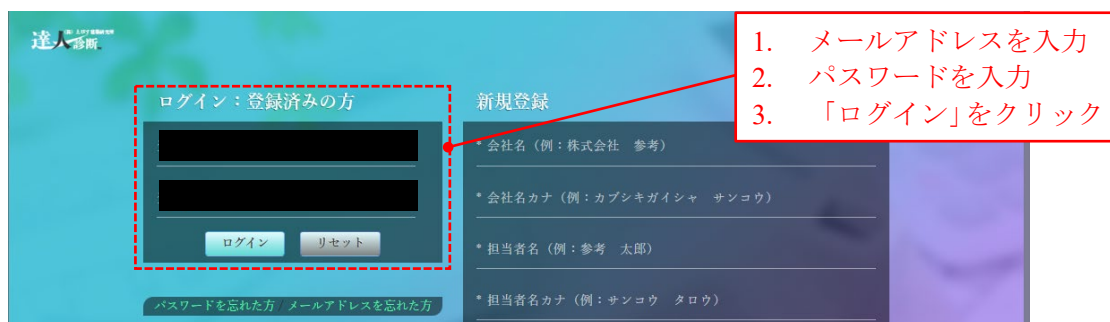 達人診断
ログイン：登録済みの方
ログイン
リセット
パスワードを忘れた方 / メールアドレスを忘れた方
新規登録
* 会社名（例：株式会社　参考）
* 会社名カナ（例：カブシキガイシャ　サンコウ）
* 担当者名（例：参考　太郎）
* 担当者名カナ（例：サンコウ　タロウ）
1.　メールアドレスを入力
2.　パスワードを入力
3.　「ログイン」をクリック